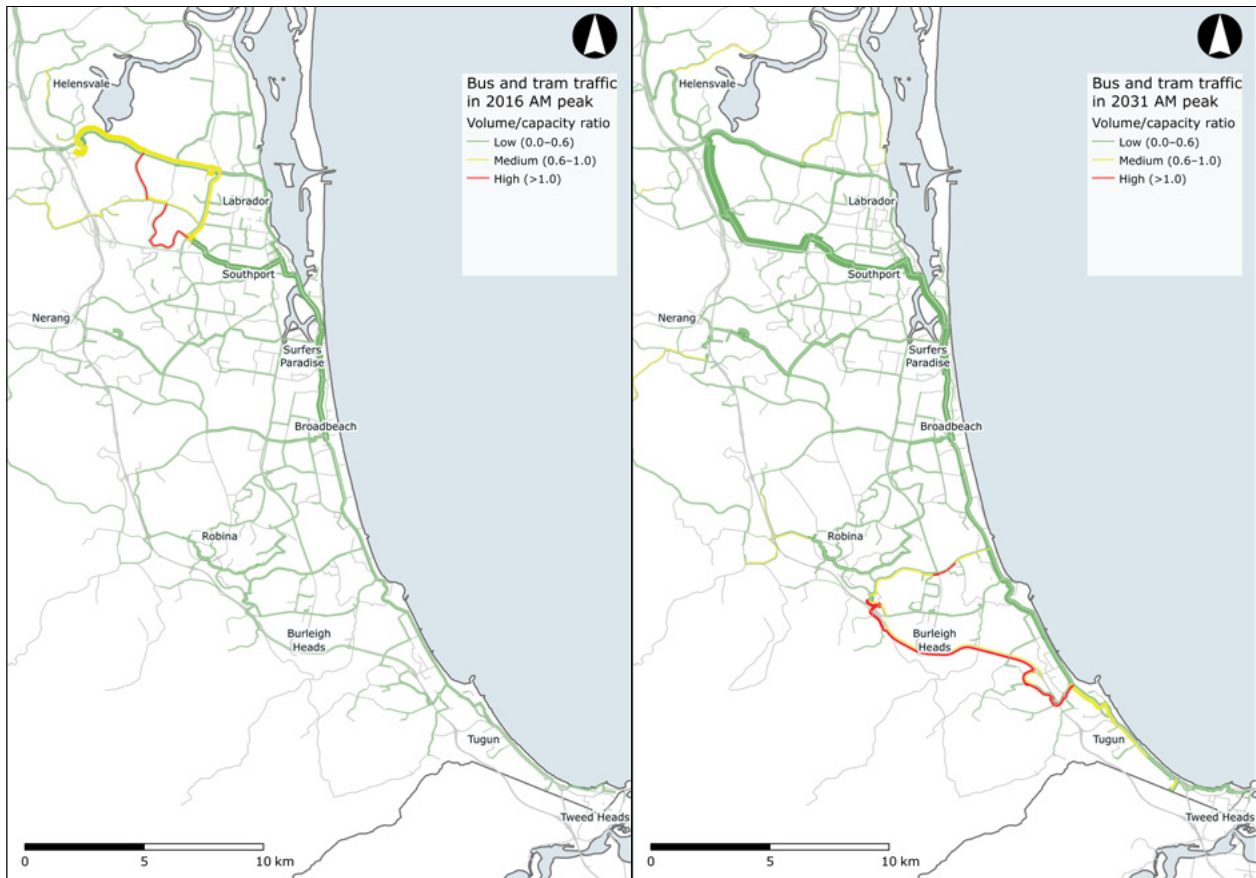 Bus and tram traffic
in 2016 AM peak
Volume/capacity ratio
Low (0.0–0.6)
Medium (0.6–1.0)
High (>1.0)
Helensvale
Labrador
Southport
Nerang
Surfers
Paradise
Broadbeach
Robina
Burleigh
Heads
Tugun
Tweed Heads
0 5 10 km
Bus and tram traffic
in 2031 AM peak
Volume/capacity ratio
Low (0.0–0.6)
Medium (0.6–1.0)
High (>1.0)
Helensvale
Labrador
Southport
Nerang
Surfers
Paradise
Broadbeach
Robina
Burleigh
Heads
Tugun
Tweed Heads
0 5 10 km